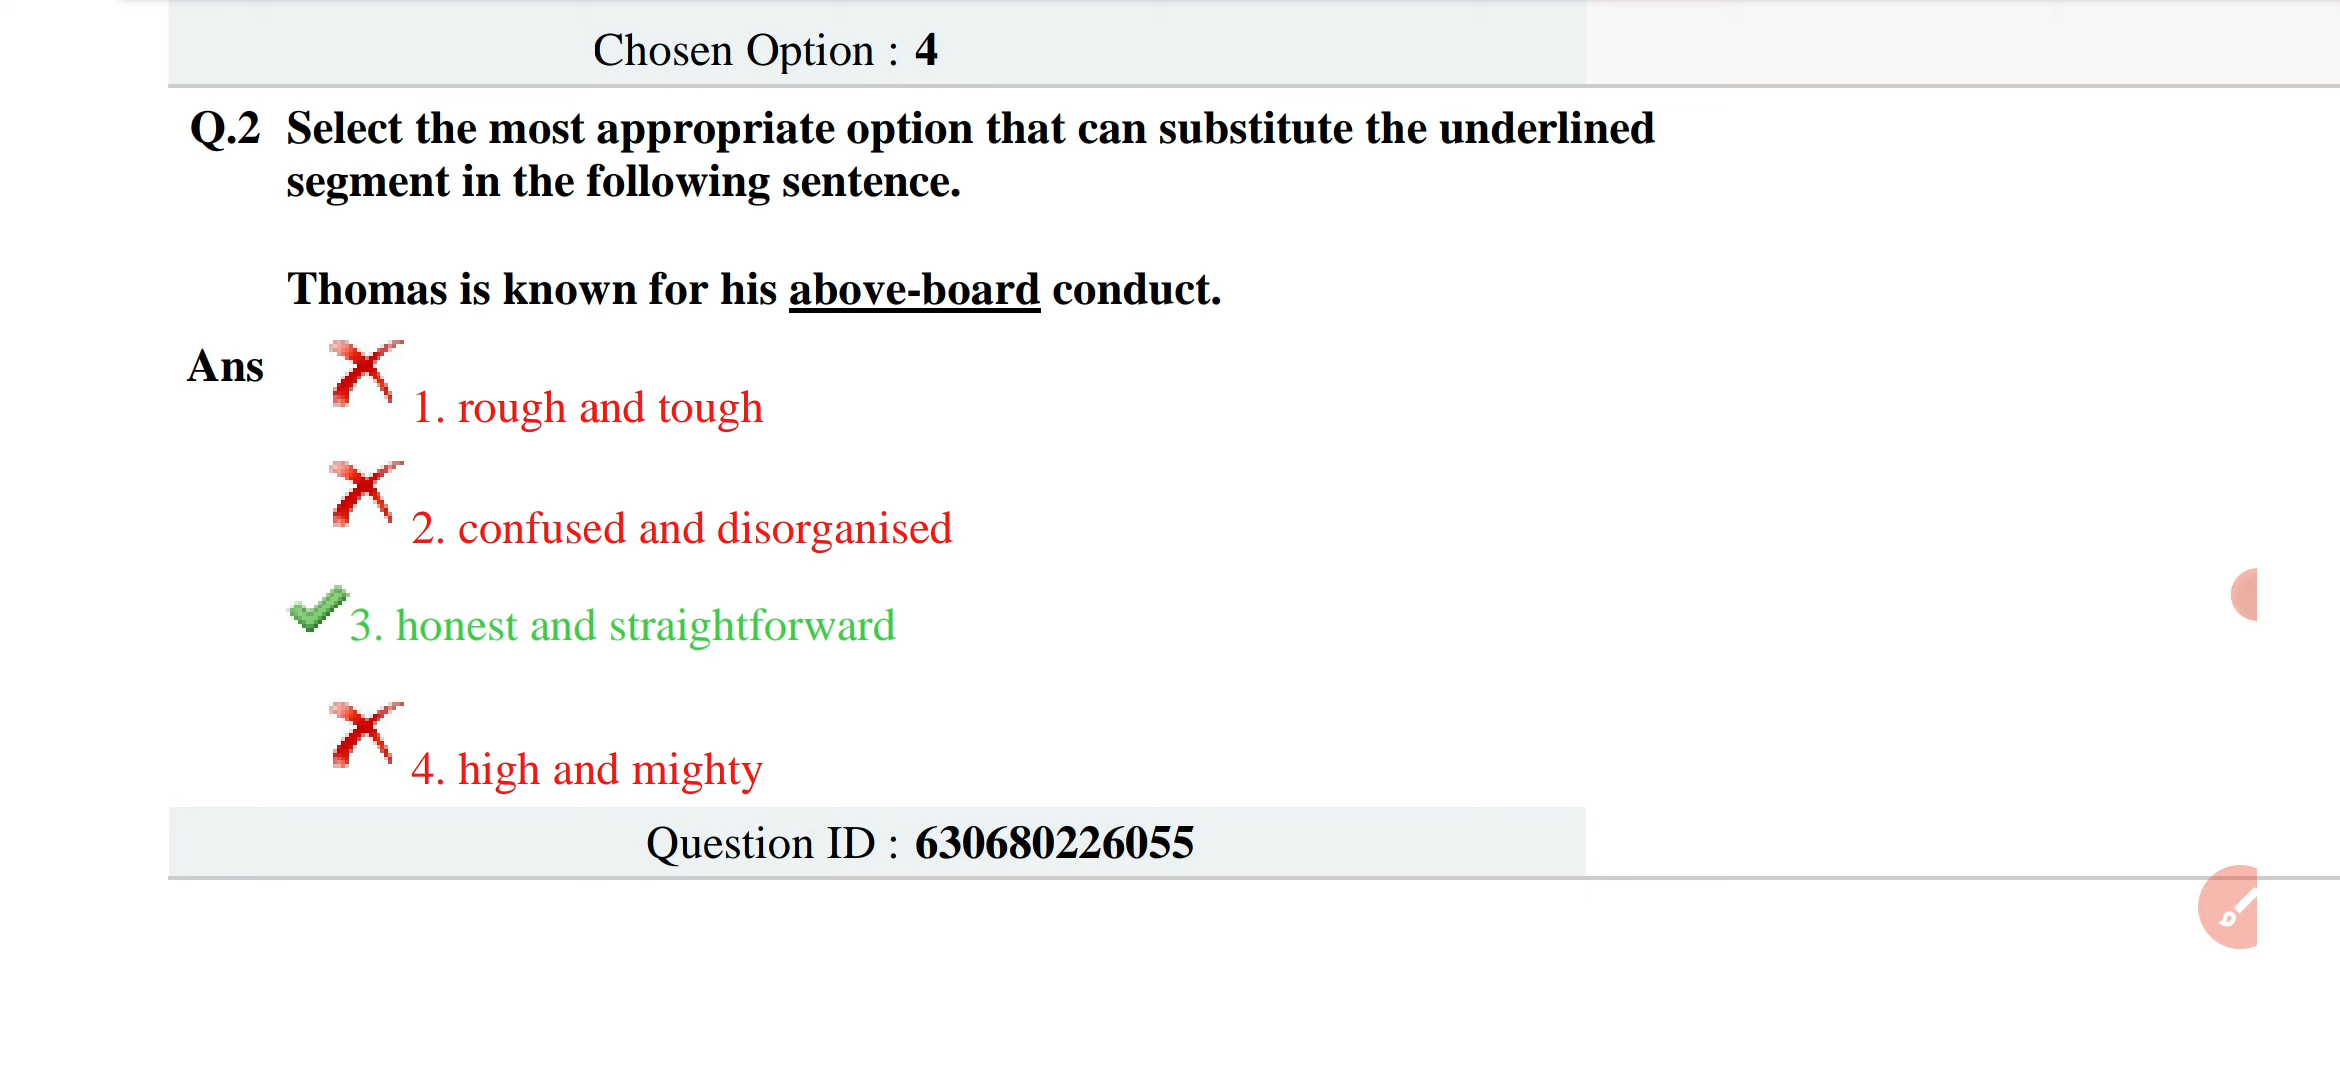 Chosen Option : 4
Q.2 Select the most appropriate option that can substitute the underlined
segment in the following sentence.
Thomas is known for his above-board conduct.
Ans
1. rough and tough
2. confused and disorganised
3. honest and straightforward
4. high and mighty
Question ID : 630680226055